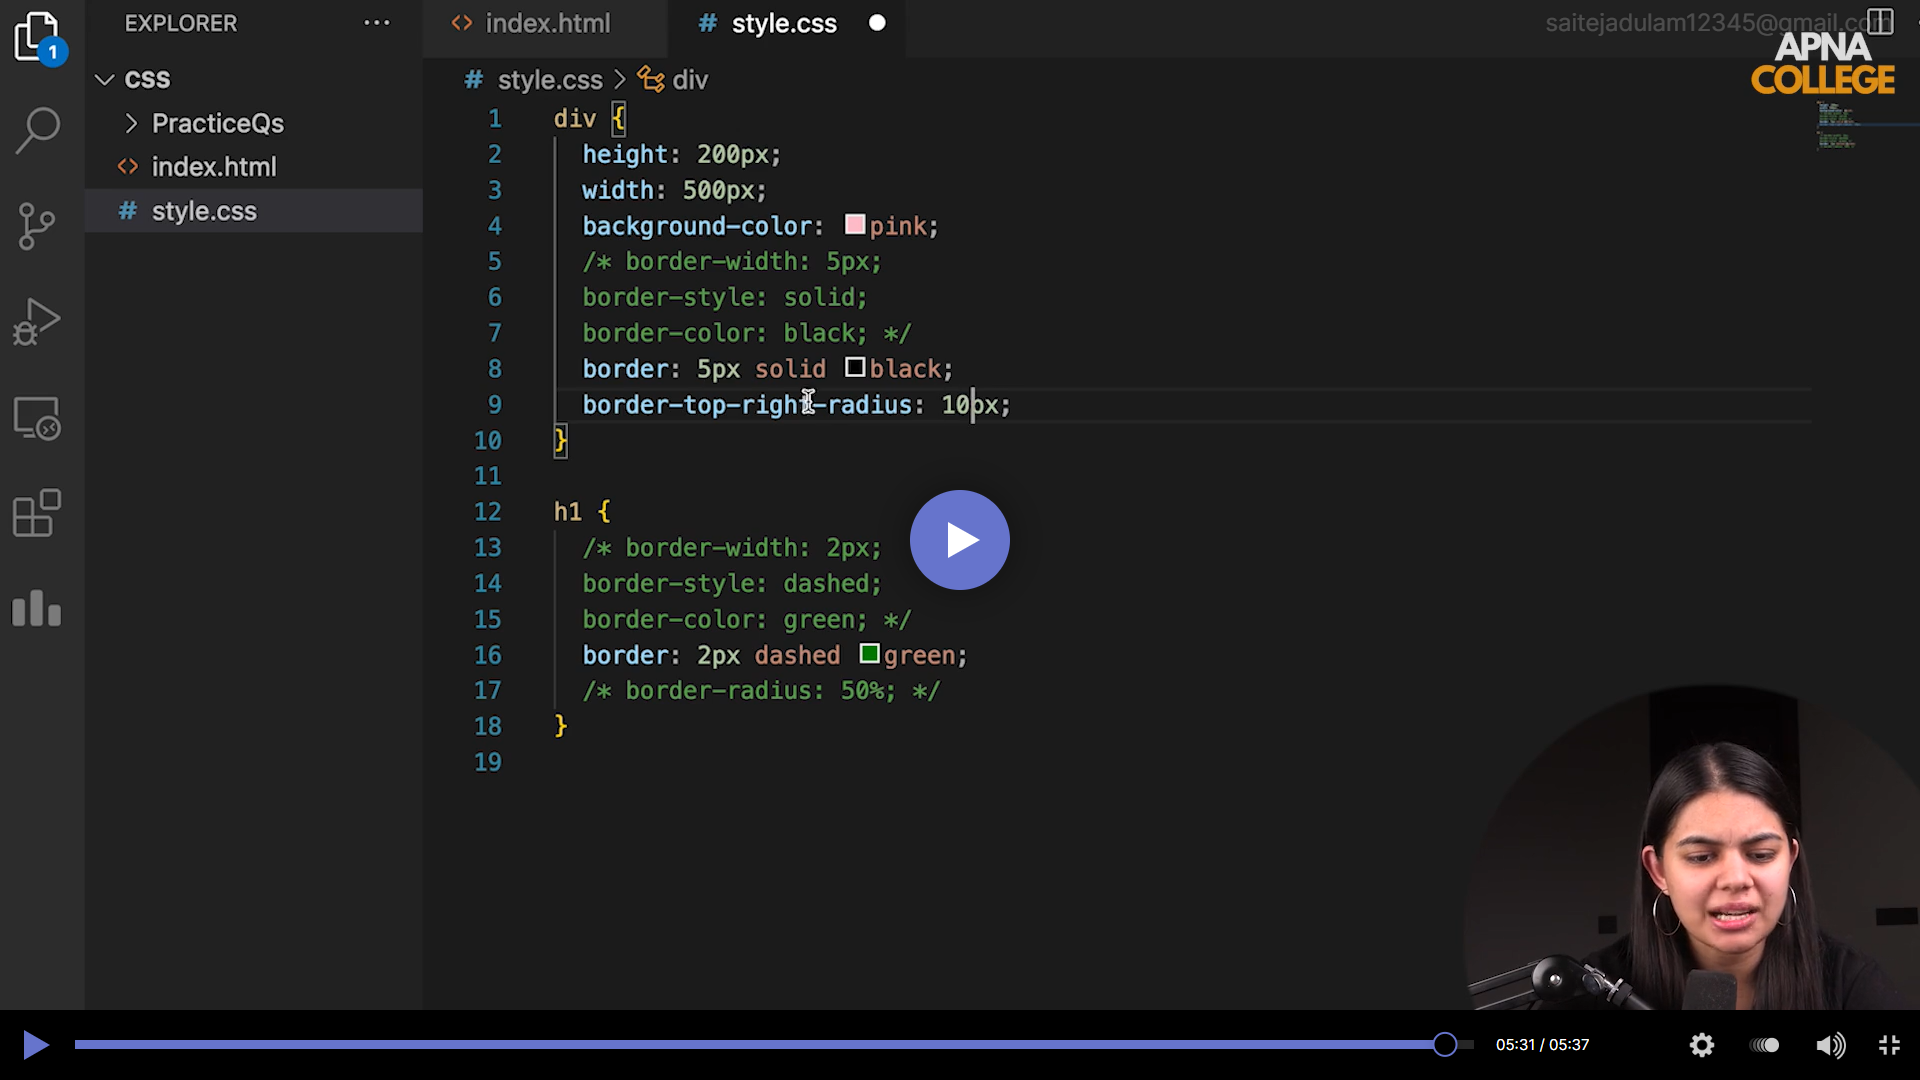 EXPLORER
index.html
style.css
saitejadulam12345@gmail.com
APNA
COLLEGE
1
CSS
PracticeQs
index.html
style.css
style.css > div
1 div {
2 height: 200px;
3 width: 500px;
4 background-color: pink;
5 /* border-width: 5px;
6 border-style: solid;
7 border-color: black; */
8 border: 5px solid black;
9 border-top-right-radius: 10px;
10 }
11
12 h1 {
13 /* border-width: 2px;
14 border-style: dashed;
15 border-color: green; */
16 border: 2px dashed green;
17 /* border-radius: 50%; */
18 }
19
05:31 / 05:37